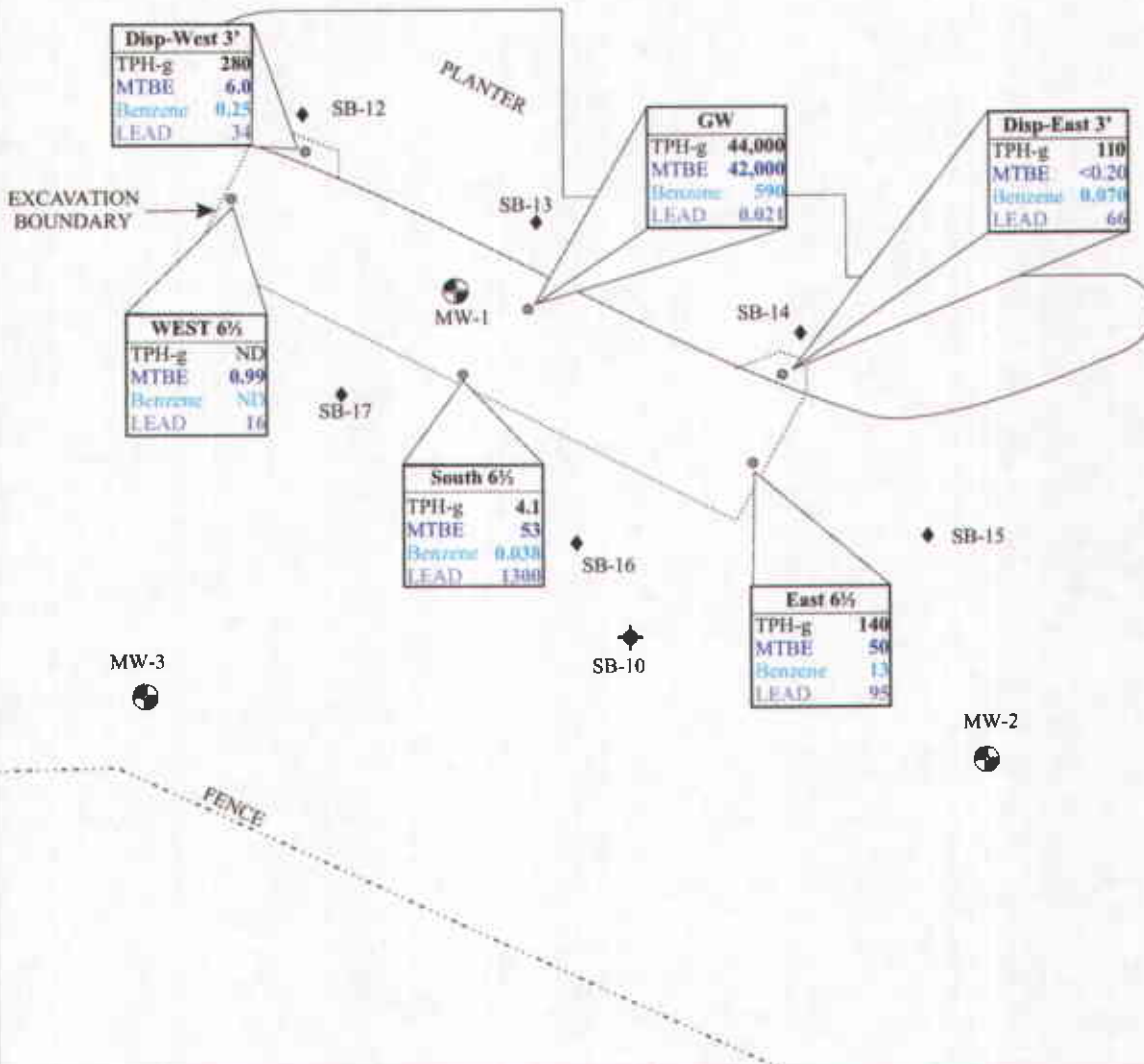 Disp-West 3'
TPH-g 280
MTBE 6.0
Benzene 0.25
LEAD 34
SB-12
PLANTER
GW
TPH-g 44,000
MTBE 42,000
Benzene 590
LEAD 0.021
Disp-East 3'
TPH-g 110
MTBE <0.20
Benzene 0.070
LEAD 66
EXCAVATION
BOUNDARY
SB-13
MW-1
SB-14
WEST 6½
TPH-g ND
MTBE 0.99
Benzene ND
LEAD 16
SB-17
South 6½
TPH-g 4.1
MTBE 53
Benzene 0.038
LEAD 1300
SB-16
SB-15
SB-10
East 6½
TPH-g 140
MTBE 50
Benzene 13
LEAD 95
MW-3
MW-2
FENCE